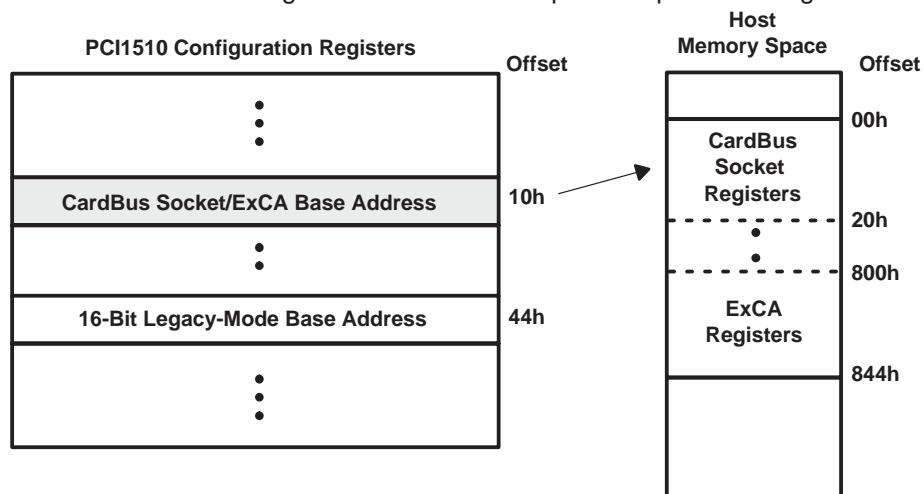 PCI1510 Configuration Registers
Offset
CardBus Socket/ExCA Base Address
10h
16-Bit Legacy-Mode Base Address
44h
Host
Memory Space
Offset
00h
CardBus
Socket
Registers
20h
800h
ExCA
Registers
844h